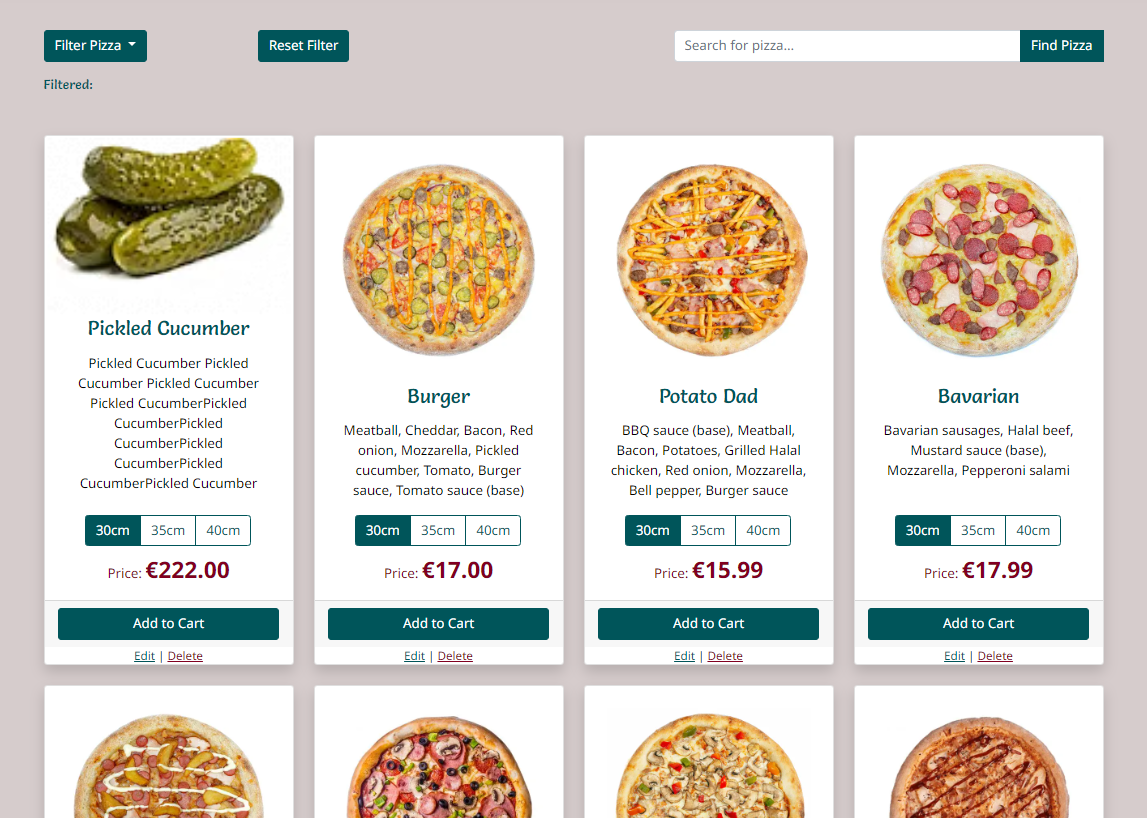 Filter Pizza
Reset Filter
Search for pizza...
Find Pizza
Filtered:
Pickled Cucumber
Pickled Cucumber Pickled
Cucumber Pickled Cucumber
Pickled CucumberPickled
CucumberPickled
CucumberPickled
CucumberPickled
CucumberPickled Cucumber
30cm 35cm 40cm
Price: €222.00
Add to Cart
Edit | Delete
Burger
Meatball, Cheddar, Bacon, Red
onion, Mozzarella, Pickled
cucumber, Tomato, Burger
sauce, Tomato sauce (base)
30cm 35cm 40cm
Price: €17.00
Add to Cart
Edit | Delete
Potato Dad
BBQ sauce (base), Meatball,
Bacon, Potatoes, Grilled Halal
chicken, Red onion, Mozzarella,
Bell pepper, Burger sauce
30cm 35cm 40cm
Price: €15.99
Add to Cart
Edit | Delete
Bavarian
Bavarian sausages, Halal beef,
Mustard sauce (base),
Mozzarella, Pepperoni salami
30cm 35cm 40cm
Price: €17.99
Add to Cart
Edit | Delete